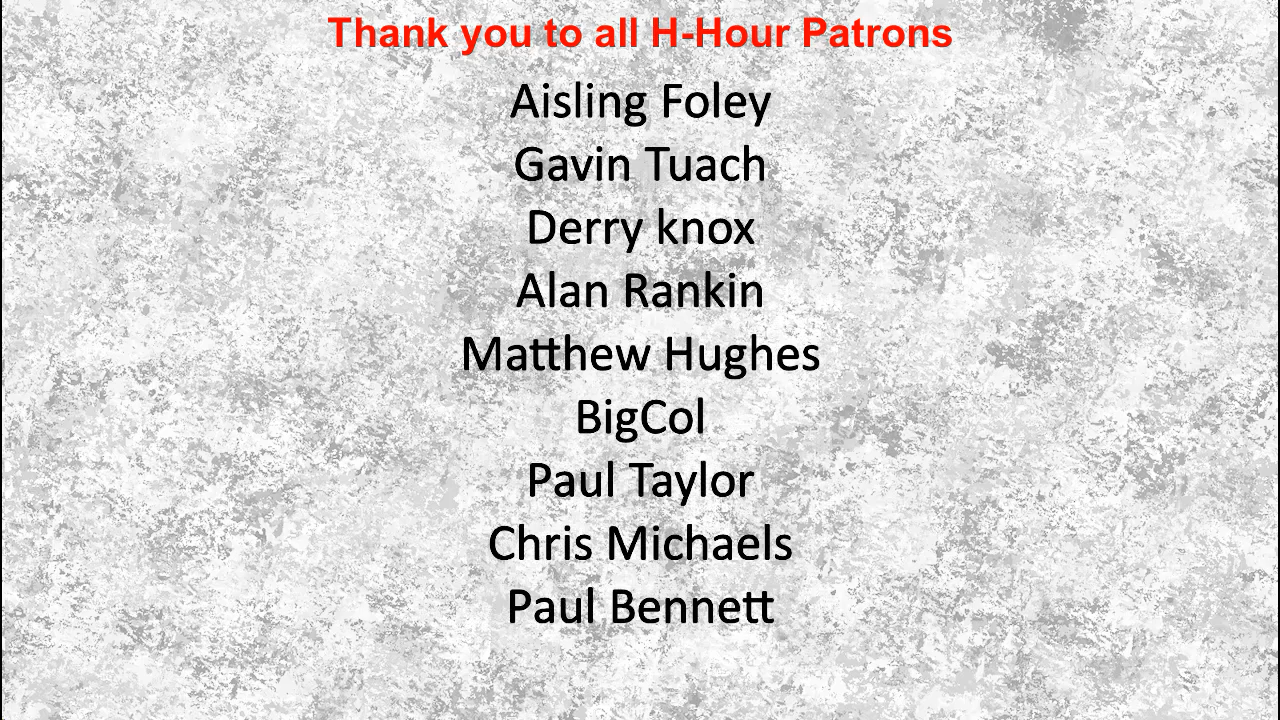 Thank you to all H-Hour Patrons
Aisling Foley
Gavin Tuach
Derry knox
Alan Rankin
Matthew Hughes
BigCol
Paul Taylor
Chris Michaels
Paul Bennett